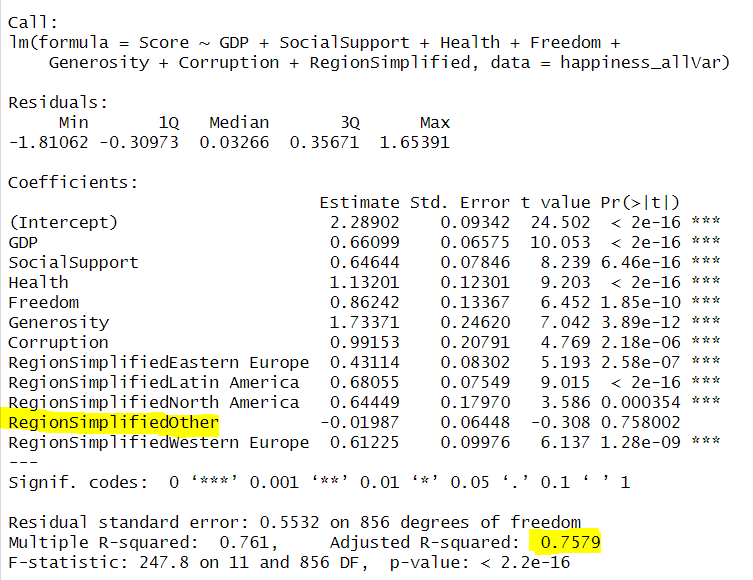 Call:
lm(formula = Score ~ GDP + SocialSupport + Health + Freedom +
Generosity + Corruption + RegionSimplified, data = happiness_allVar)
Residuals:
Min 1Q Median 3Q Max
-1.81062 -0.30973 0.03266 0.35671 1.65391
Coefficients:
Estimate Std. Error t value Pr(>|t|)
(Intercept) 2.28902 0.09342 24.502 < 2e-16 ***
GDP 0.66099 0.06575 10.053 < 2e-16 ***
SocialSupport 0.64644 0.07846 8.239 6.46e-16 ***
Health 1.13201 0.12301 9.203 < 2e-16 ***
Freedom 0.86242 0.13367 6.452 1.85e-10 ***
Generosity 1.73371 0.24620 7.042 3.89e-12 ***
Corruption 0.99153 0.20791 4.769 2.18e-06 ***
RegionSimplifiedEastern Europe 0.43114 0.08302 5.193 2.58e-07 ***
RegionSimplifiedLatin America 0.68055 0.07549 9.015 < 2e-16 ***
RegionSimplifiedNorth America 0.64449 0.17970 3.586 0.000354 ***
RegionSimplifiedOther -0.01987 0.06448 -0.308 0.758002
RegionSimplifiedWestern Europe 0.61225 0.09976 6.137 1.28e-09 ***
---
Signif. codes: 0 ‘***’ 0.001 ‘**’ 0.01 ‘*’ 0.05 ‘.’ 0.1 ‘ ’ 1
Residual standard error: 0.5532 on 856 degrees of freedom
Multiple R-squared: 0.761, Adjusted R-squared: 0.7579
F-statistic: 247.8 on 11 and 856 DF, p-value: < 2.2e-16